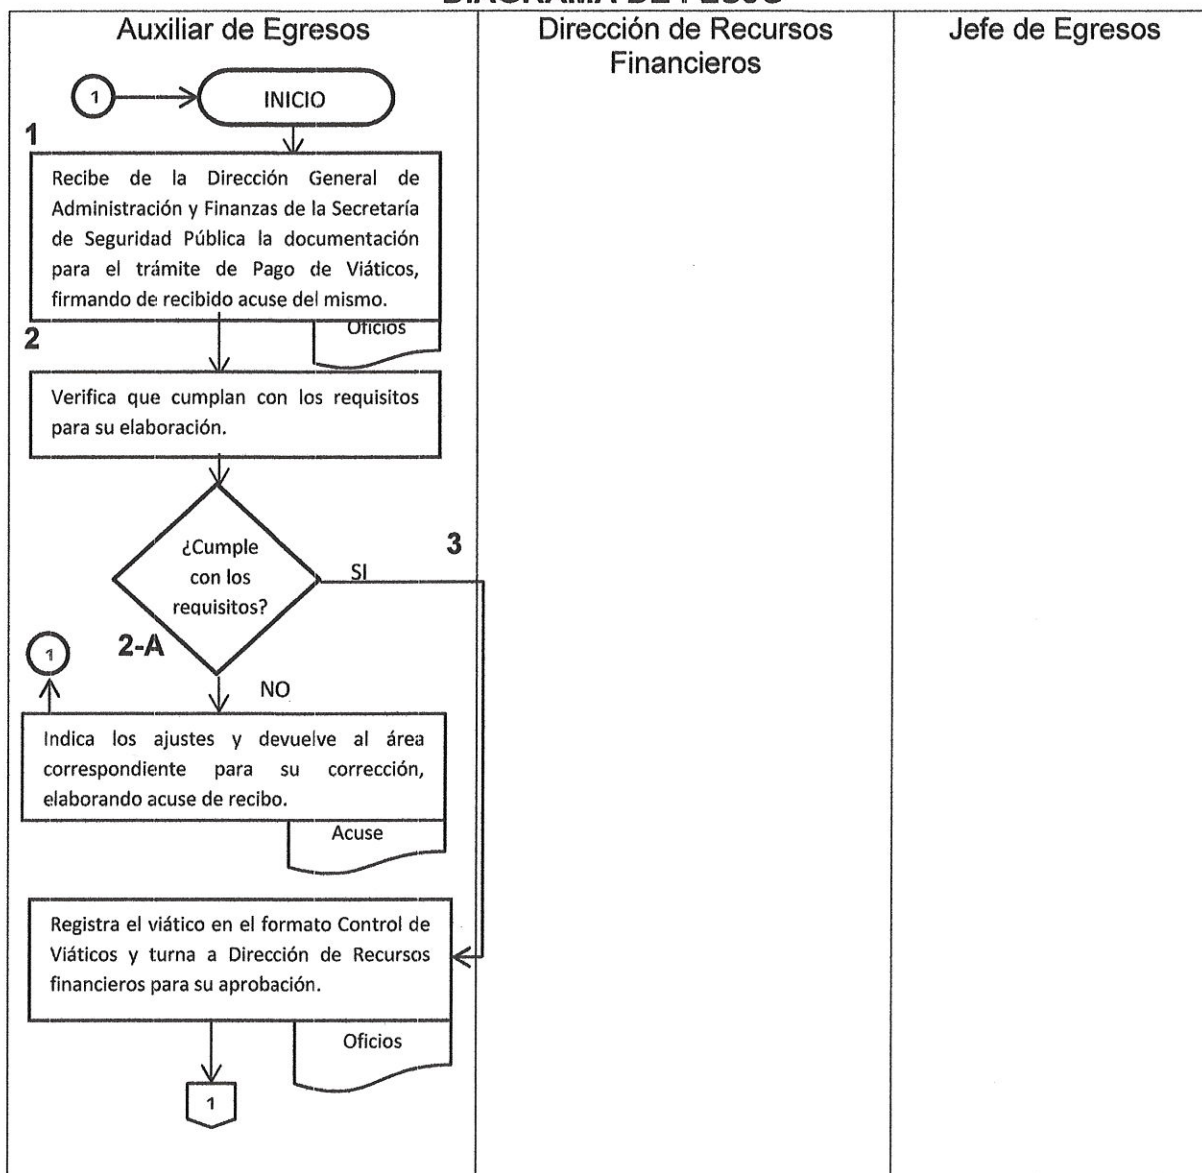 Auxiliar de Egresos
Dirección de Recursos
Financieros
Jefe de Egresos
1
INICIO
1
Recibe de la Dirección General de
Administración y Finanzas de la Secretaría
de Seguridad Pública la documentación
para el trámite de Pago de Viáticos,
firmando de recibido acuse del mismo.
Oficios
2
Verifica que cumplan con los requisitos
para su elaboración.
¿Cumple
con los
requisitos?
SI
3
2-A
1
NO
Indica los ajustes y devuelve al área
correspondiente para su corrección,
elaborando acuse de recibo.
Acuse
Registra el viático en el formato Control de
Viáticos y turna a Dirección de Recursos
financieros para su aprobación.
Oficios
1